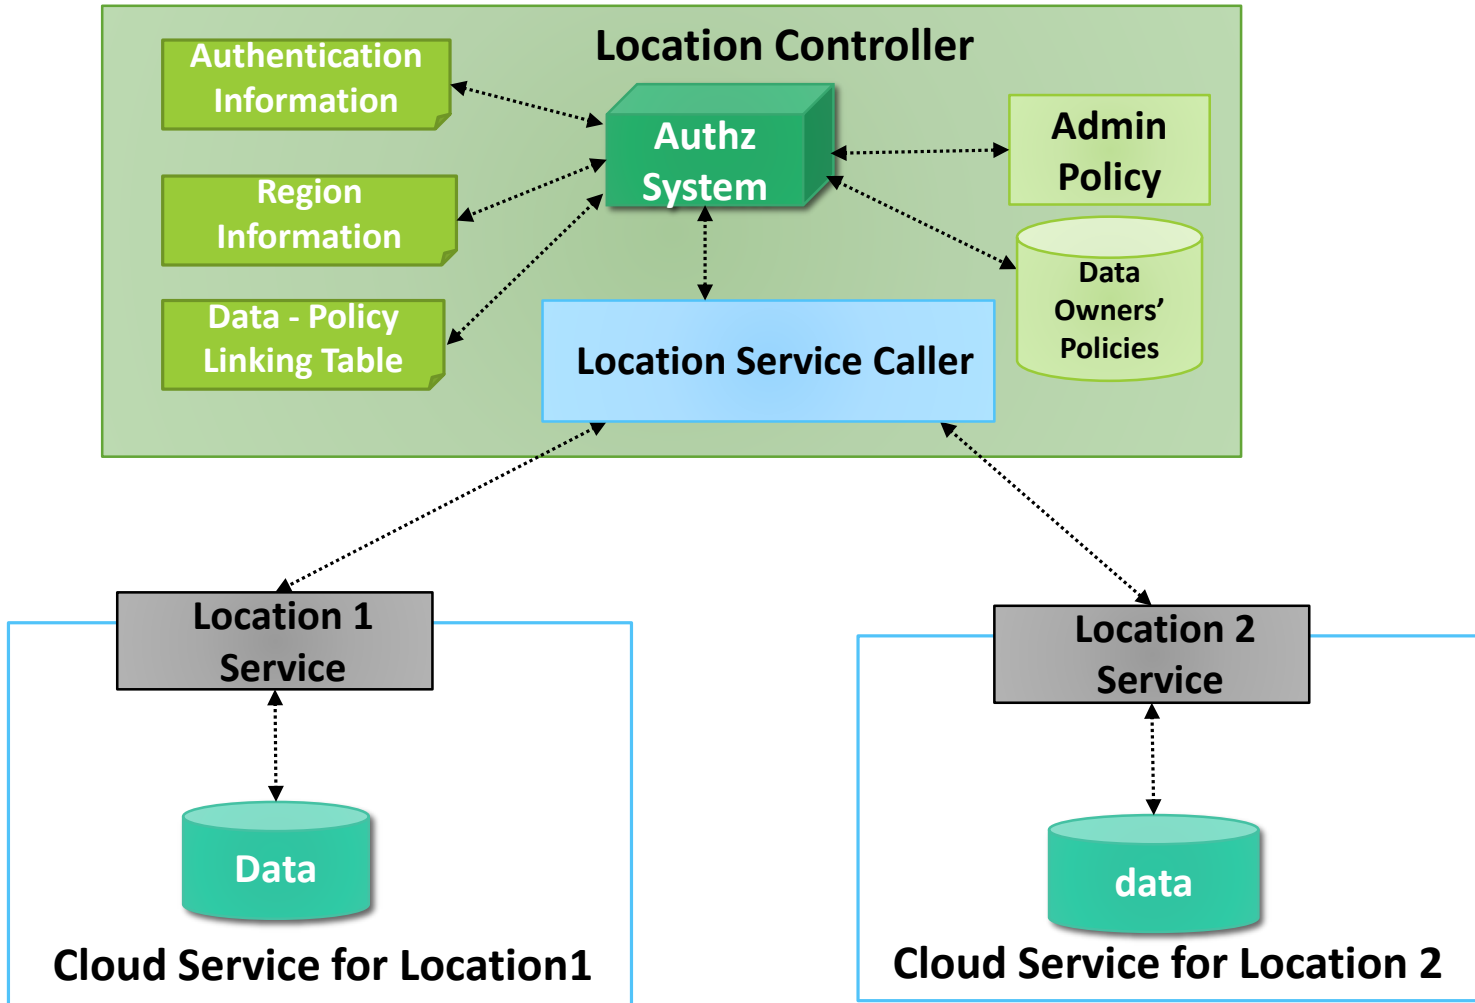 Location Controller
Authentication
Information
Region
Information
Data - Policy
Linking Table
Authz
System
Admin
Policy
Data
Owners’
Policies
Location Service Caller
Location 1
Service
Data
Cloud Service for Location1
Location 2
Service
data
Cloud Service for Location 2